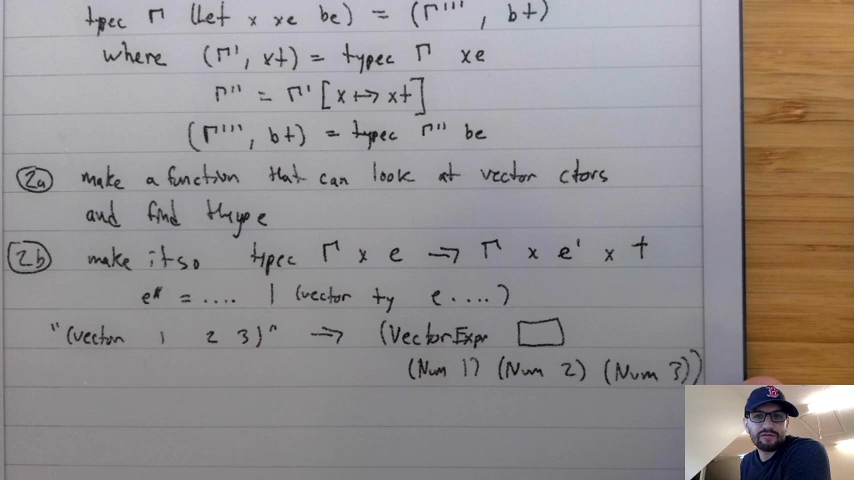 typec Γ (Let x xe be) = (Γ''', bt)
where (Γ', xt) = typec Γ xe
Γ'' = Γ'[x ↦ xt]
(Γ''', bt) = typec Γ'' be
2a make a function that can look at vector ctors
and find the type
2b make it so typec Γ x e → Γ x e' x t
e* = .... | (vector ty e....)
"(vector 1 2 3)" → (VectorExpr
(Num 1) (Num 2) (Num 3))
B